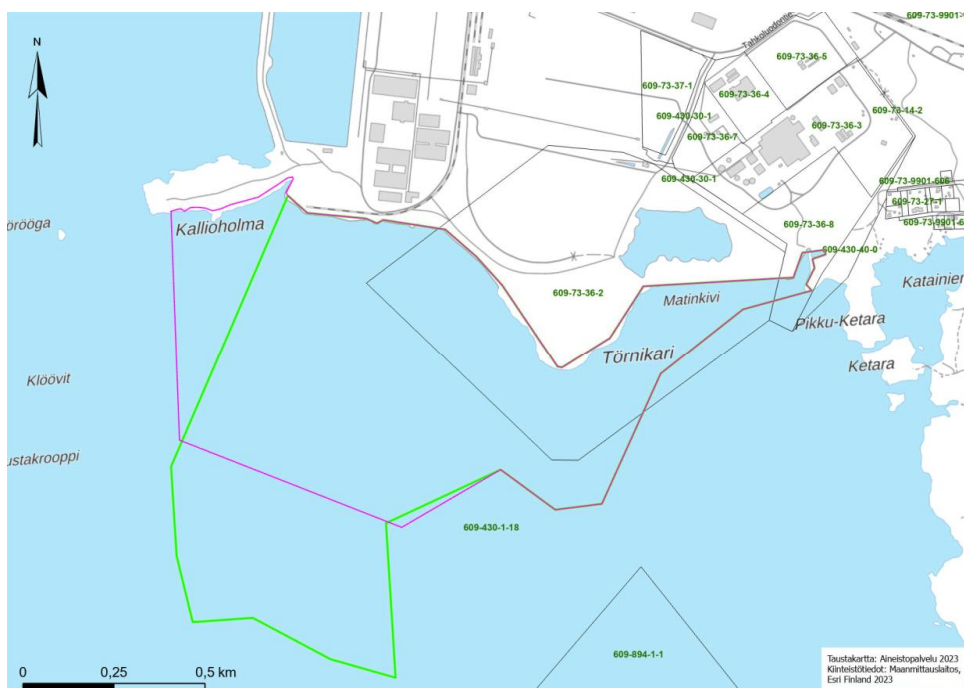 609-73-9901-
N
Tahkoluodontie
609-73-36-5
609-73-37-1
609-73-36-4
609-73-14-2
609-430-30-1
609-73-36-3
609-73-36-7
609-430-30-1
609-73-9901-606
609-73-27-1
örööga
Kallioholma
609-73-36-8
609-73-9901-6
609-430-40-0
Katainier
609-73-36-2
Matinkivi
Pikku-Ketara
Törnikari
Ketara
Klöövit
ustakrooppi
609-430-1-18
609-894-1-1
0 0,25 0,5 km
Taustakartta: Aineistopalvelu 2023
Kiinteistötiedot: Maanmittauslaitos,
Esri Finland 2023